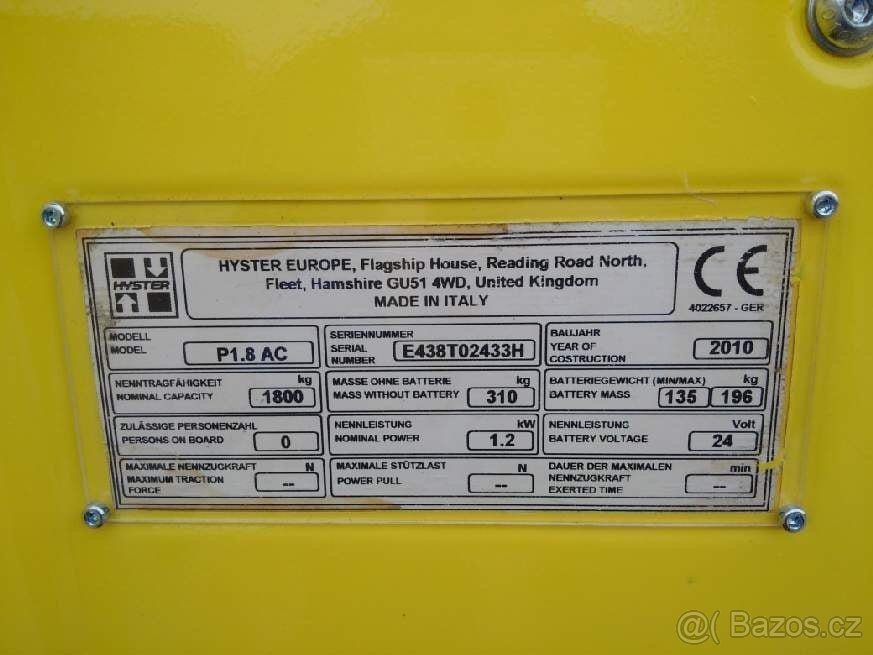 HYSTER
HYSTER EUROPE, Flagship House, Reading Road North,
Fleet, Hamshire GU51 4WD, United Kingdom
MADE IN ITALY
CE
4022657 - GER
MODELL
MODEL
P1.8 AC
SERIENNUMMER
SERIAL
NUMBER
E438T02433H
BAUJAHR
YEAR OF
COSTRUCTION
2010
NENNTRAGFÄHIGKEIT
NOMINAL CAPACITY
kg
1800
MASSE OHNE BATTERIE
MASS WITHOUT BATTERY
kg
310
BATTERIEGEWICHT (MIN/MAX)
BATTERY MASS
kg
135 196
ZULÄSSIGE PERSONENZAHL
PERSONS ON BOARD
0
NENNLEISTUNG
NOMINAL POWER
kW
1.2
NENNLEISTUNG
BATTERY VOLTAGE
Volt
24
MAXIMALE NENNZUGKRAFT
MAXIMUM TRACTION
FORCE
N
--
MAXIMALE STÜTZLAST
POWER PULL
N
--
DAUER DER MAXIMALEN
NENNZUGKRAFT
EXERTED TIME
min
--
Bazos.cz